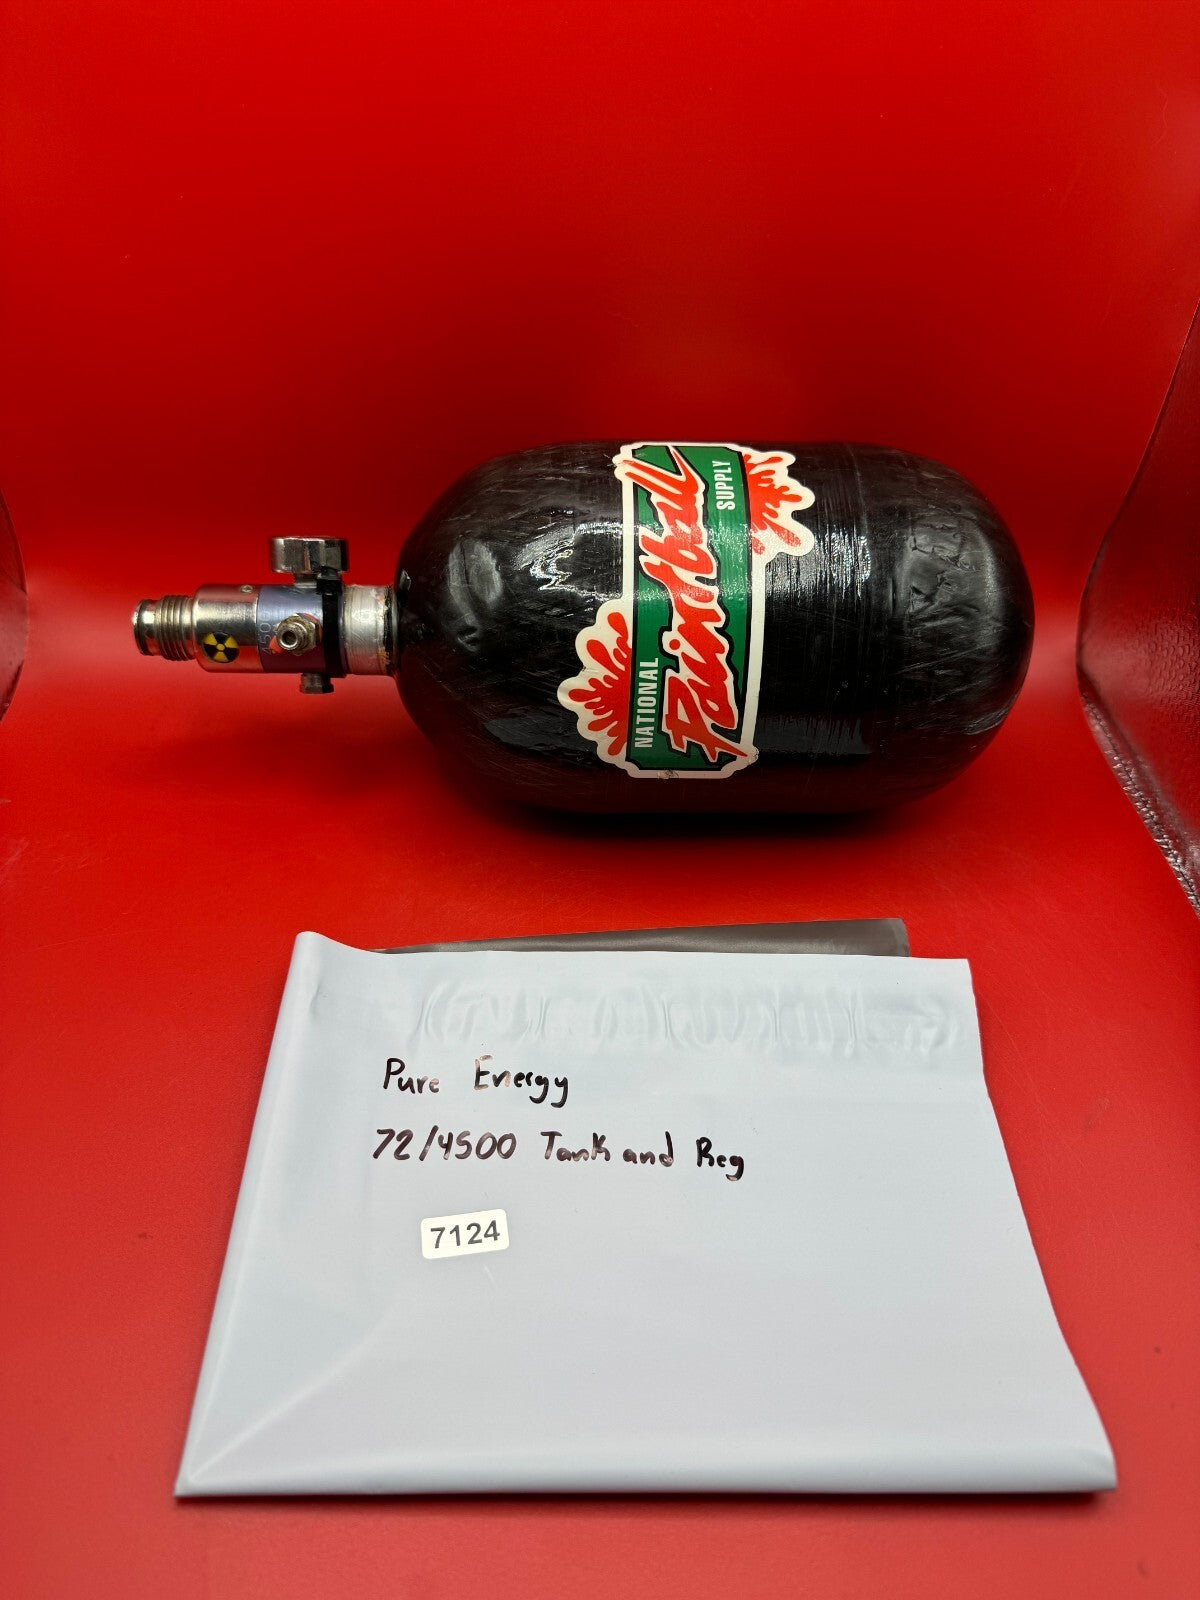 NATIONAL
Paintball
SUPPLY
Pure Energy
72/4500 Tank and Reg
7124